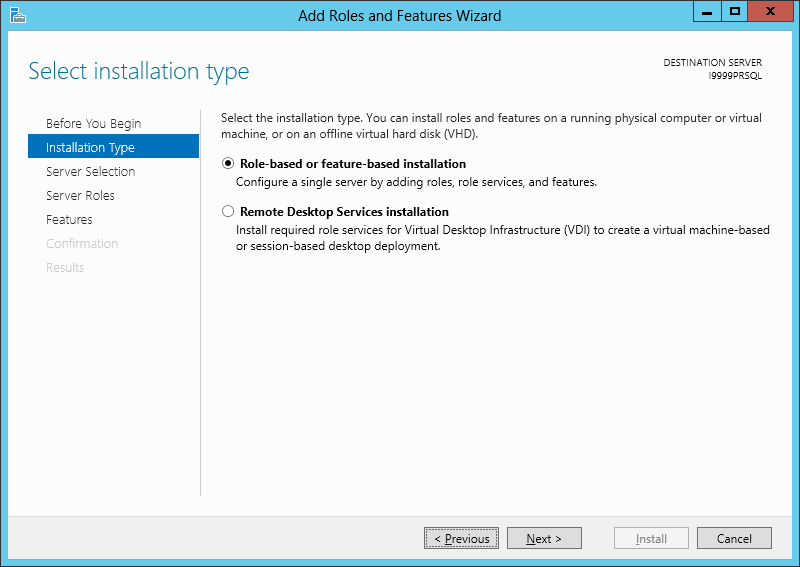 Add Roles and Features Wizard
Select installation type
DESTINATION SERVER
I9999PRSQL
Before You Begin
Installation Type
Server Selection
Server Roles
Features
Confirmation
Results
Select the installation type. You can install roles and features on a running physical computer or virtual
machine, or on an offline virtual hard disk (VHD).
Role-based or feature-based installation
Configure a single server by adding roles, role services, and features.
Remote Desktop Services installation
Install required role services for Virtual Desktop Infrastructure (VDI) to create a virtual machine-based
or session-based desktop deployment.
< Previous
Next >
Install
Cancel